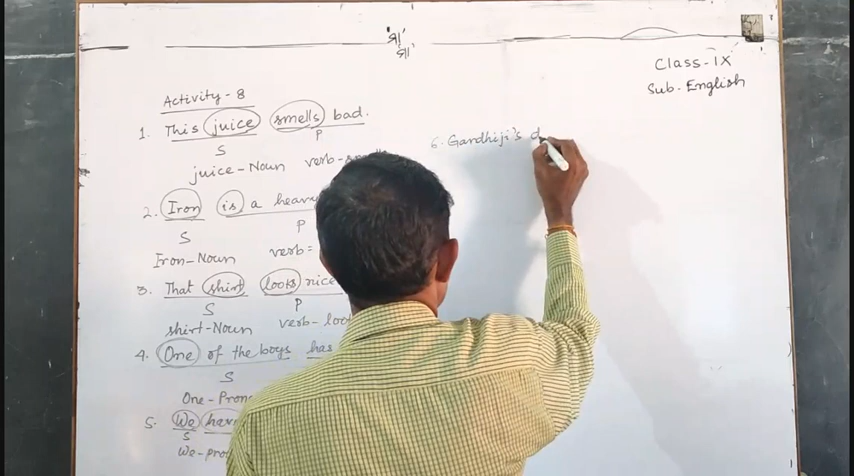 'श्री'
श्री'
Class-IX
Sub. English
Activity-8
1. This juice smells bad.
S P
juice-Noun verb-smells
2. Iron is a heavy
S P
Iron-Noun verb=
3. That shirt looks nice
S P
shirt-Noun verb-loo
4. One of the boys has
S
One-Pron
5. We have
S
We-pro
6. Gandhiji's d